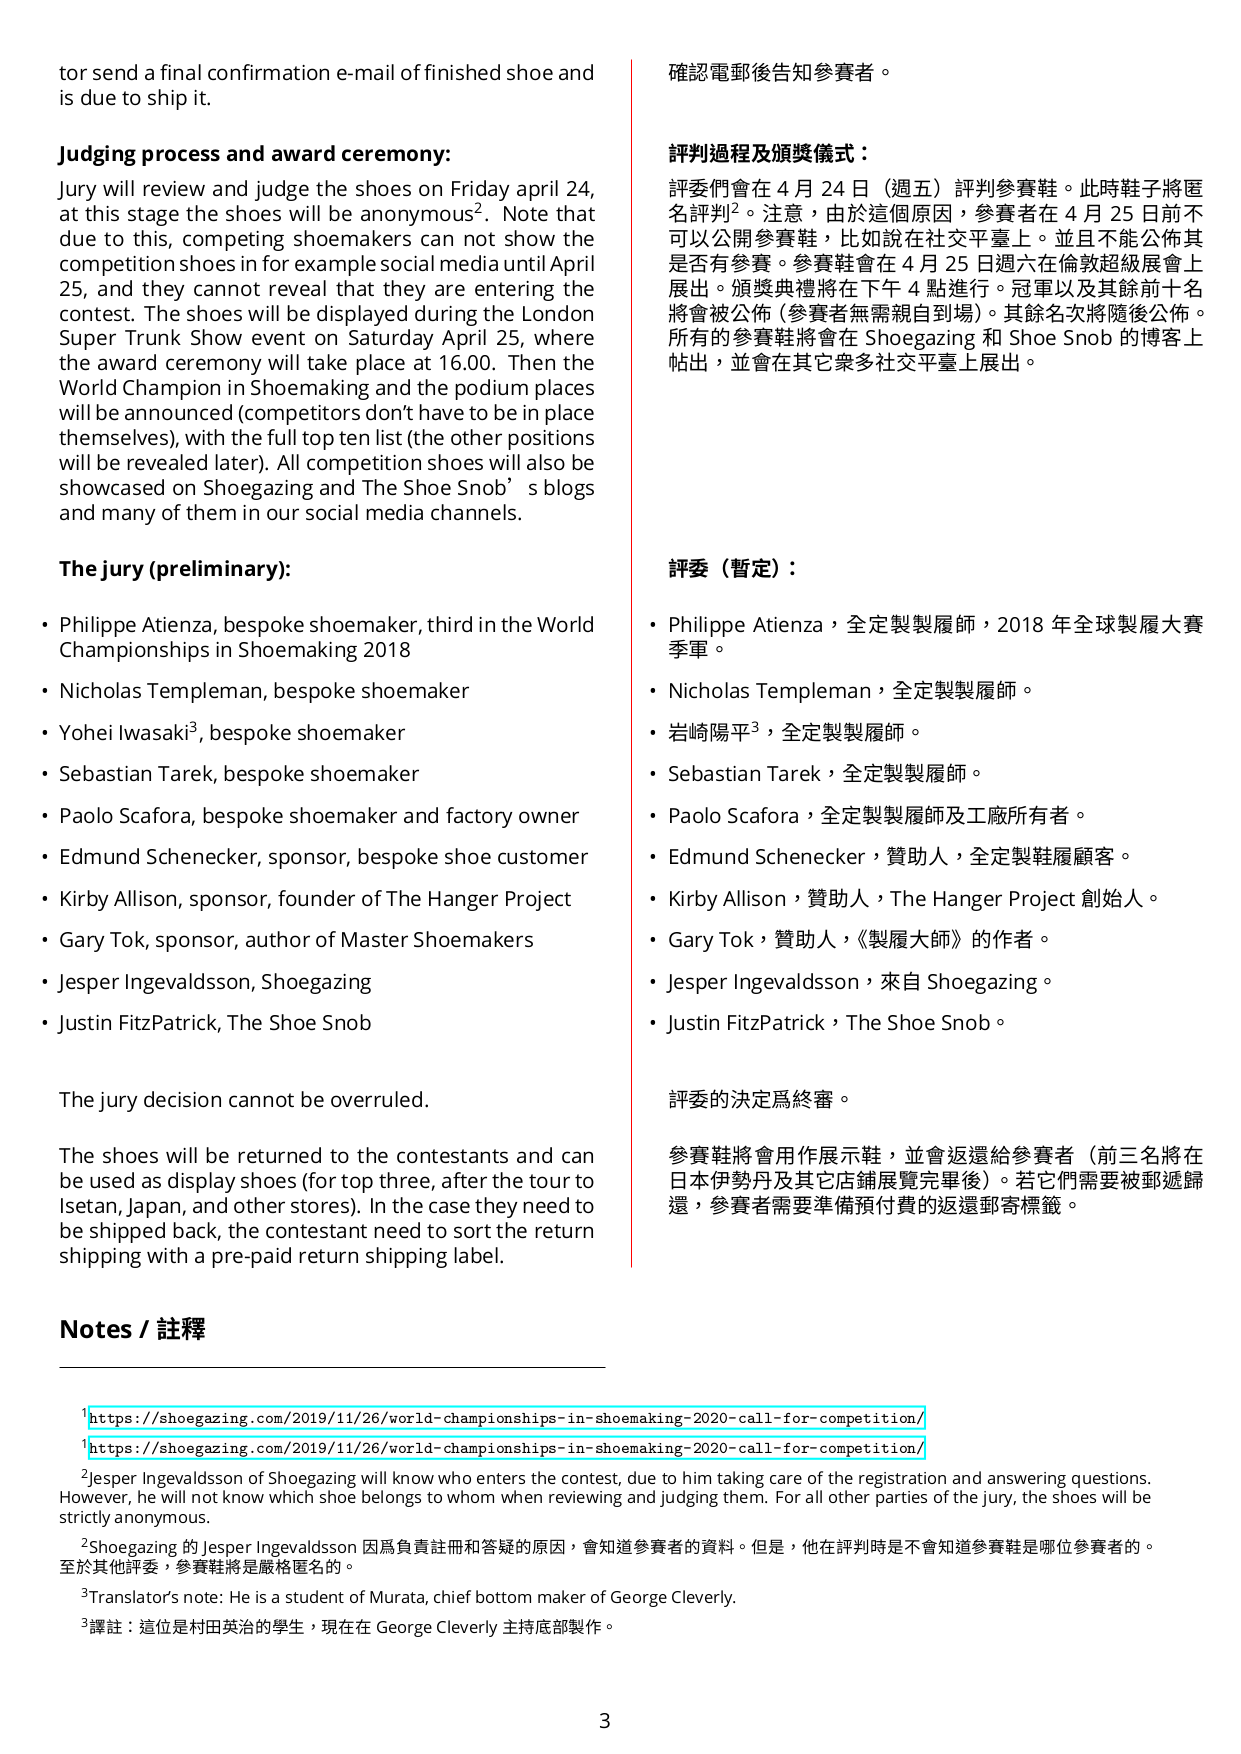 tor send a final confirmation e-mail of finished shoe and
is due to ship it.
Judging process and award ceremony:
Jury will review and judge the shoes on Friday april 24,
at this stage the shoes will be anonymous2. Note that
due to this, competing shoemakers can not show the
competition shoes in for example social media until April
25, and they cannot reveal that they are entering the
contest. The shoes will be displayed during the London
Super Trunk Show event on Saturday April 25, where
the award ceremony will take place at 16.00. Then the
World Champion in Shoemaking and the podium places
will be announced (competitors don't have to be in place
themselves), with the full top ten list (the other positions
will be revealed later). All competition shoes will also be
showcased on Shoegazing and The Shoe Snob’ s blogs
and many of them in our social media channels.
The jury (preliminary):
• Philippe Atienza, bespoke shoemaker, third in the World
Championships in Shoemaking 2018
• Nicholas Templeman, bespoke shoemaker
• Yohei Iwasaki3, bespoke shoemaker
• Sebastian Tarek, bespoke shoemaker
• Paolo Scafora, bespoke shoemaker and factory owner
• Edmund Schenecker, sponsor, bespoke shoe customer
• Kirby Allison, sponsor, founder of The Hanger Project
• Gary Tok, sponsor, author of Master Shoemakers
• Jesper Ingevaldsson, Shoegazing
• Justin FitzPatrick, The Shoe Snob
The jury decision cannot be overruled.
The shoes will be returned to the contestants and can
be used as display shoes (for top three, after the tour to
Isetan, Japan, and other stores). In the case they need to
be shipped back, the contestant need to sort the return
shipping with a pre-paid return shipping label.
確認電郵後告知參賽者。
評判過程及頒獎儀式：
評委們會在 4 月 24 日（週五）評判參賽鞋。此時鞋子將匿
名評判2。注意，由於這個原因，參賽者在 4 月 25 日前不
可以公開參賽鞋，比如說在社交平臺上。並且不能公佈其
是否有參賽。參賽鞋會在 4 月 25 日週六在倫敦超級展會上
展出。頒獎典禮將在下午 4 點進行。冠軍以及其餘前十名
將會被公佈（參賽者無需親自到場）。其餘名次將隨後公佈。
所有的參賽鞋將會在 Shoegazing 和 Shoe Snob 的博客上
帖出，並會在其它衆多社交平臺上展出。
評委（暫定）：
• Philippe Atienza，全定製製履師，2018 年全球製履大賽
季軍。
• Nicholas Templeman，全定製製履師。
• 岩崎陽平3，全定製製履師。
• Sebastian Tarek，全定製製履師。
• Paolo Scafora，全定製製履師及工廠所有者。
• Edmund Schenecker，贊助人，全定製鞋履顧客。
• Kirby Allison，贊助人，The Hanger Project 創始人。
• Gary Tok，贊助人，《製履大師》的作者。
• Jesper Ingevaldsson，來自 Shoegazing。
• Justin FitzPatrick，The Shoe Snob。
評委的決定爲終審。
參賽鞋將會用作展示鞋，並會返還給參賽者（前三名將在
日本伊勢丹及其它店鋪展覽完畢後）。若它們需要被郵遞歸
還，參賽者需要準備預付費的返還郵寄標籤。
Notes / 註釋
1https://shoegazing.com/2019/11/26/world-championships-in-shoemaking-2020-call-for-competition/
1https://shoegazing.com/2019/11/26/world-championships-in-shoemaking-2020-call-for-competition/
2Jesper Ingevaldsson of Shoegazing will know who enters the contest, due to him taking care of the registration and answering questions.
However, he will not know which shoe belongs to whom when reviewing and judging them. For all other parties of the jury, the shoes will be
strictly anonymous.
2Shoegazing 的 Jesper Ingevaldsson 因爲負責註冊和答疑的原因，會知道參賽者的資料。但是，他在評判時是不會知道參賽鞋是哪位參賽者的。
至於其他評委，參賽鞋將是嚴格匿名的。
3Translator's note: He is a student of Murata, chief bottom maker of George Cleverly.
3譯註：這位是村田英治的學生，現在在 George Cleverly 主持底部製作。
3